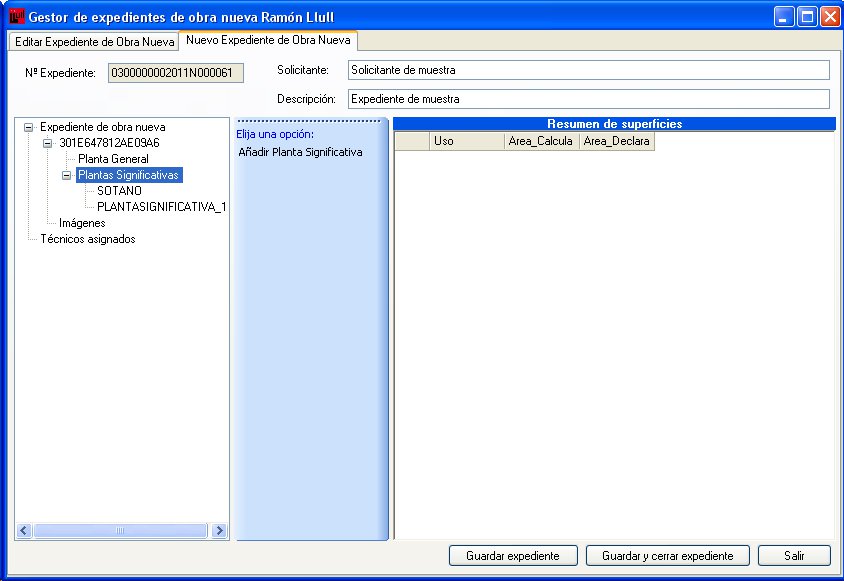 Gestor de expedientes de obra nueva Ramón Llull
Editar Expediente de Obra Nueva
Nuevo Expediente de Obra Nueva
Nº Expediente:
0300000002011N000061
Solicitante:
Solicitante de muestra
Descripción:
Expediente de muestra
Expediente de obra nueva
301E647812AE09A6
Planta General
Plantas Significativas
SOTANO
PLANTASIGNIFICATIVA_1
Imágenes
Técnicos asignados
Elija una opción:
Añadir Planta Significativa
Resumen de superficies
Uso
Area_Calcula
Area_Declara
Guardar expediente
Guardar y cerrar expediente
Salir